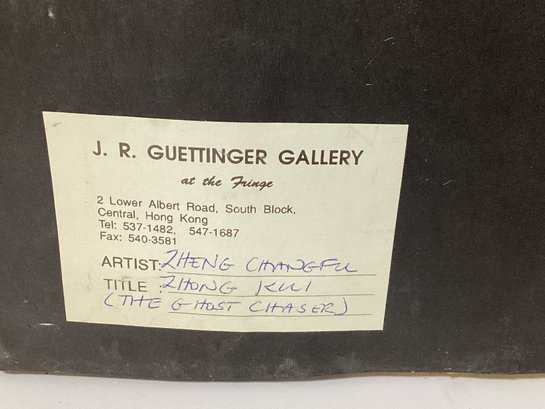 J. R. GUETTINGER GALLERY
at the Fringe
2 Lower Albert Road, South Block,
Central, Hong Kong
Tel: 537-1482, 547-1687
Fax: 540-3581
ARTIST: ZHENG CHANGFU
TITLE : ZHONG KUI
(THE GHOST CHASER)